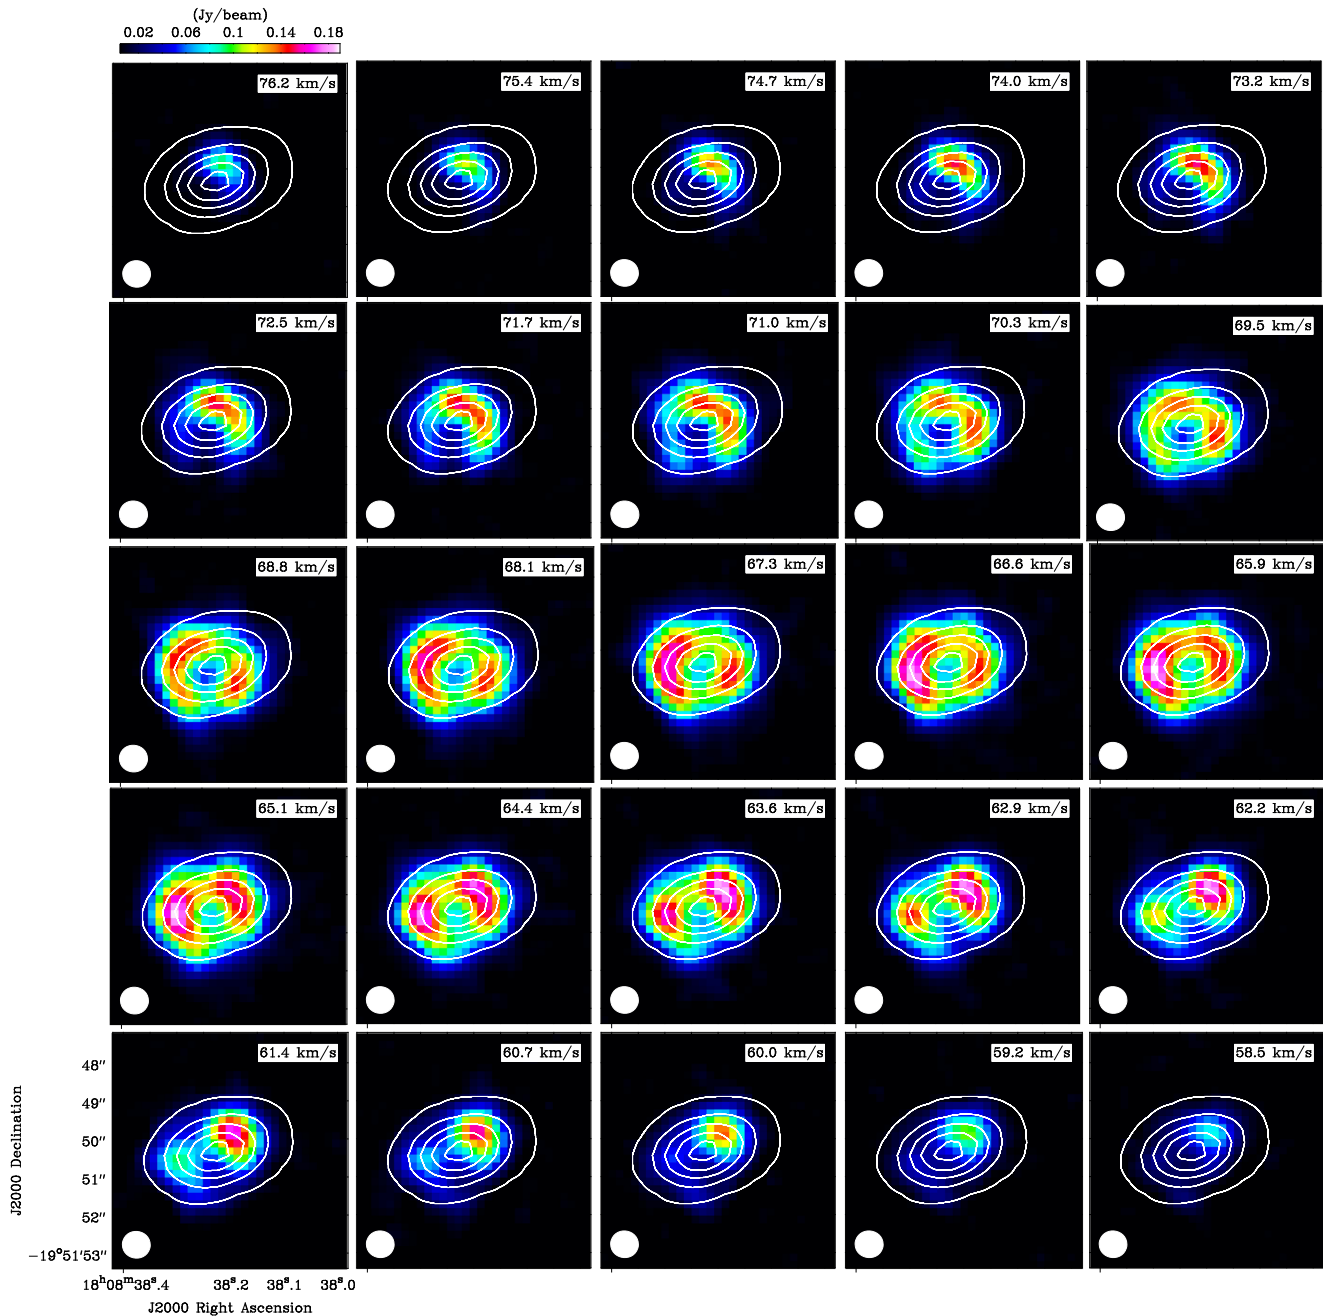 (Jy/beam)
0.02 0.06 0.1 0.14 0.18
76.2 km/s 75.4 km/s 74.7 km/s 74.0 km/s 73.2 km/s
72.5 km/s 71.7 km/s 71.0 km/s 70.3 km/s 69.5 km/s
68.8 km/s 68.1 km/s 67.3 km/s 66.6 km/s 65.9 km/s
65.1 km/s 64.4 km/s 63.6 km/s 62.9 km/s 62.2 km/s
61.4 km/s 60.7 km/s 60.0 km/s 59.2 km/s 58.5 km/s
48″
49″
50″
51″
52″
−19°51′53″
J2000 Declination
18ʰ08ᵐ38ˢ.4 38ˢ.2 38ˢ.1 38ˢ.0
J2000 Right Ascension